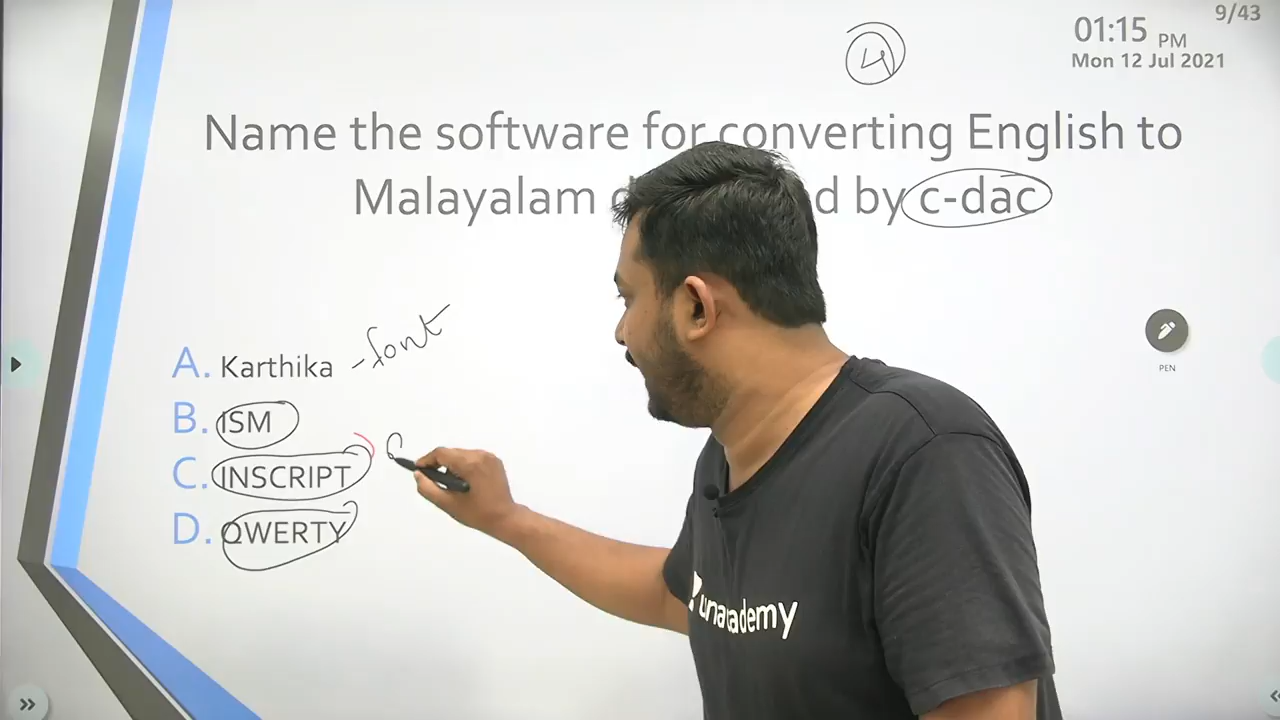 9/43
01:15 PM
Mon 12 Jul 2021
4
Name the software for converting English to
Malayalam d by c-dac
A. Karthika - font
B. ISM
C. INSCRIPT
D. QWERTY
PEN
unacademy